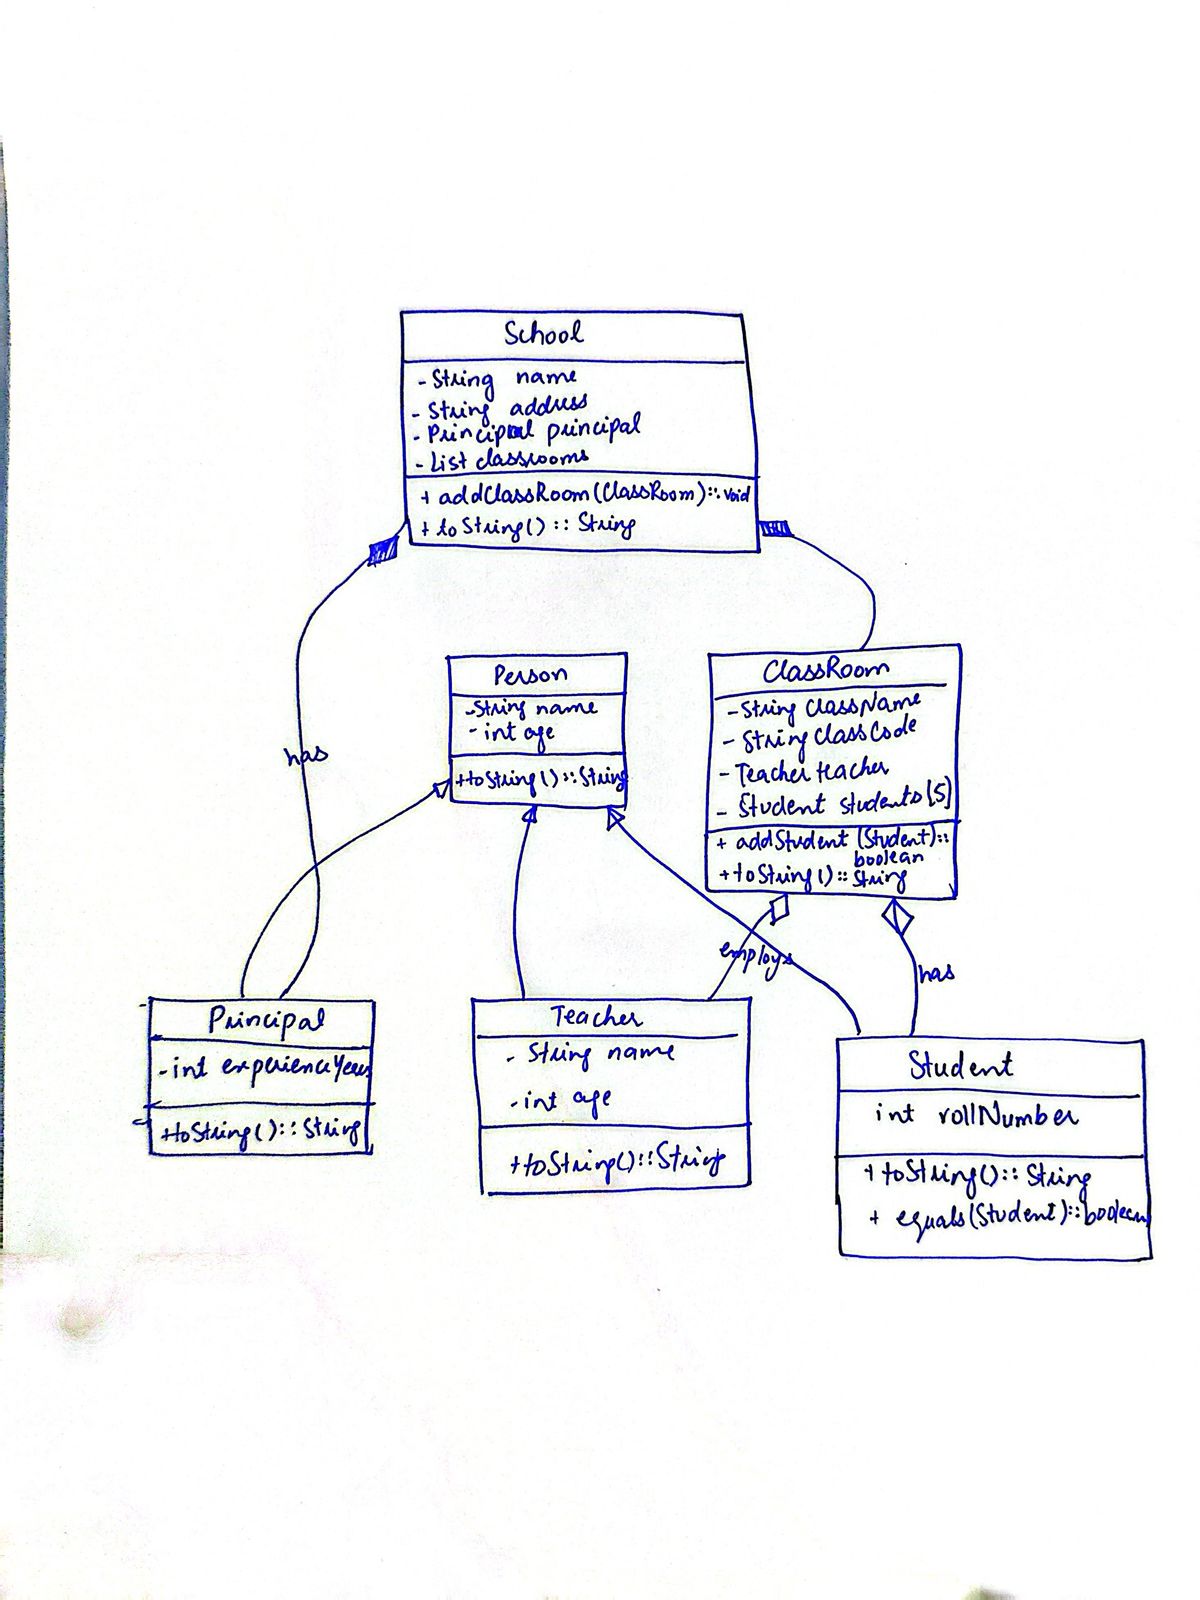 School
- String name
- String address
- Principal principal
- List classrooms
+ addClassRoom(ClassRoom)::void
+ toString() :: String
Person
- String name
- int age
+ toString()::String
ClassRoom
- String className
- String classCode
- Teacher teacher
- Student students[5]
+ addStudent (Student)::
boolean
+ toString():: String
has
employs
has
Principal
- int experienceYears
+ toString()::String
Teacher
- String name
- int age
+ toString()::String
Student
int rollNumber
+ toString():: String
+ equals(Student)::boolean